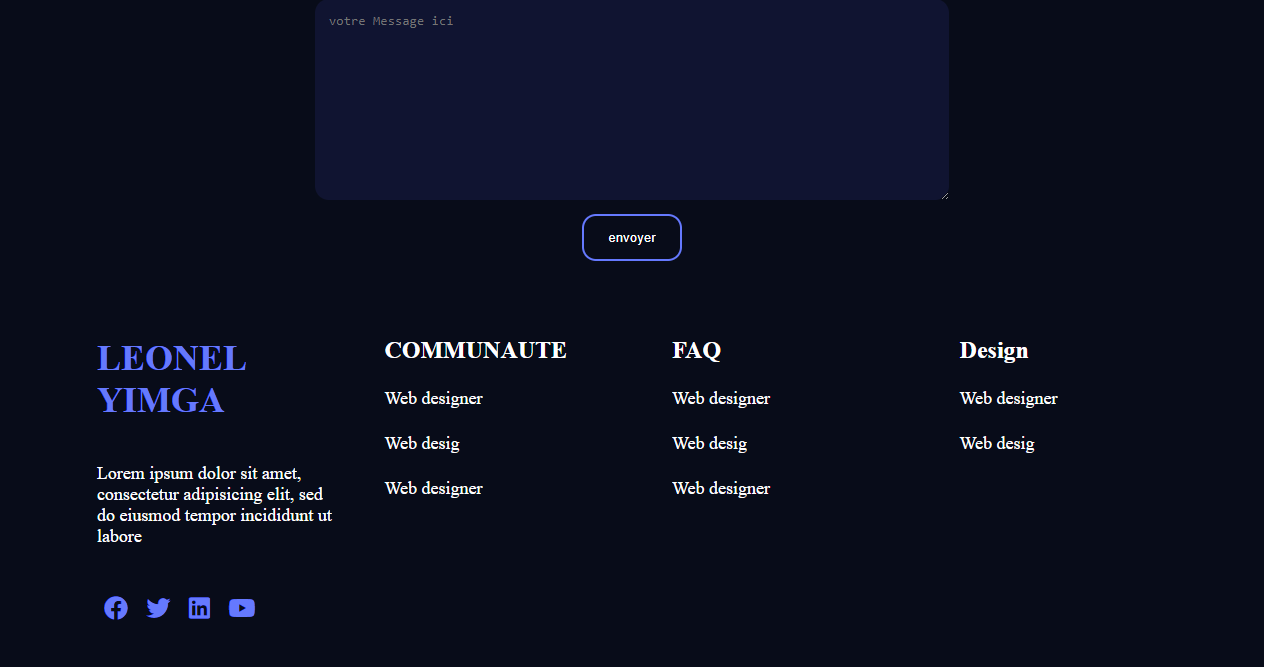 votre Message ici
envoyer
LEONEL
YIMGA
Lorem ipsum dolor sit amet,
consectetur adipisicing elit, sed
do eiusmod tempor incididunt ut
labore
COMMUNAUTE
Web designer
Web desig
Web designer
FAQ
Web designer
Web desig
Web designer
Design
Web designer
Web desig